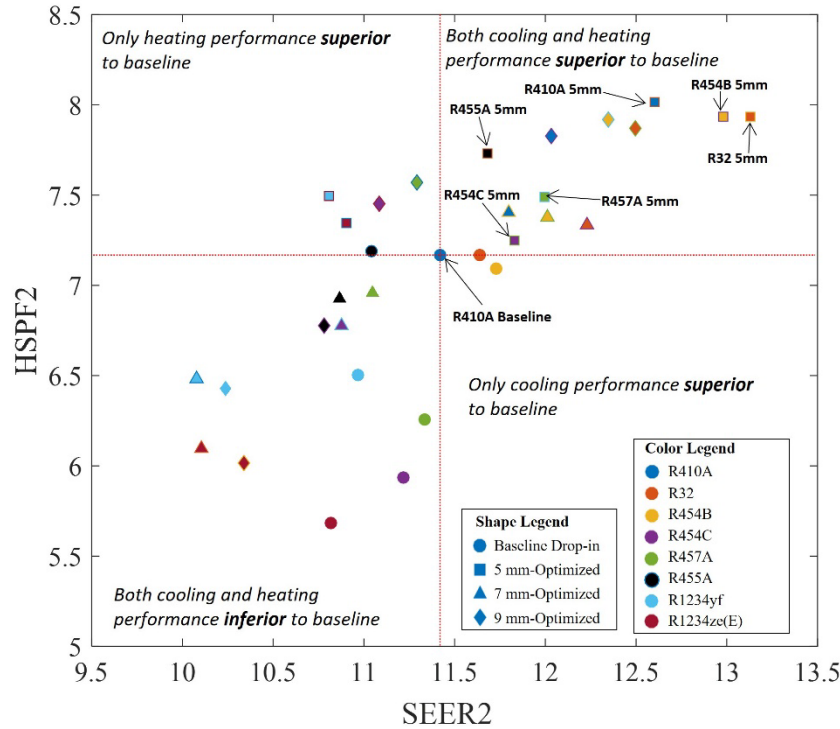 8.5
8
7.5
7
6.5
6
5.5
5
HSPF2
9.5
10
10.5
11
11.5
12
12.5
13
13.5
SEER2
Only heating performance superior
to baseline
Both cooling and heating
performance superior to baseline
R410A 5mm
R454B 5mm
R455A 5mm
R32 5mm
R454C 5mm
R457A 5mm
R410A Baseline
Only cooling performance superior
to baseline
Both cooling and heating
performance inferior to baseline
Shape Legend
Baseline Drop-in
5 mm-Optimized
7 mm-Optimized
9 mm-Optimized
Color Legend
R410A
R32
R454B
R454C
R457A
R455A
R1234yf
R1234ze(E)